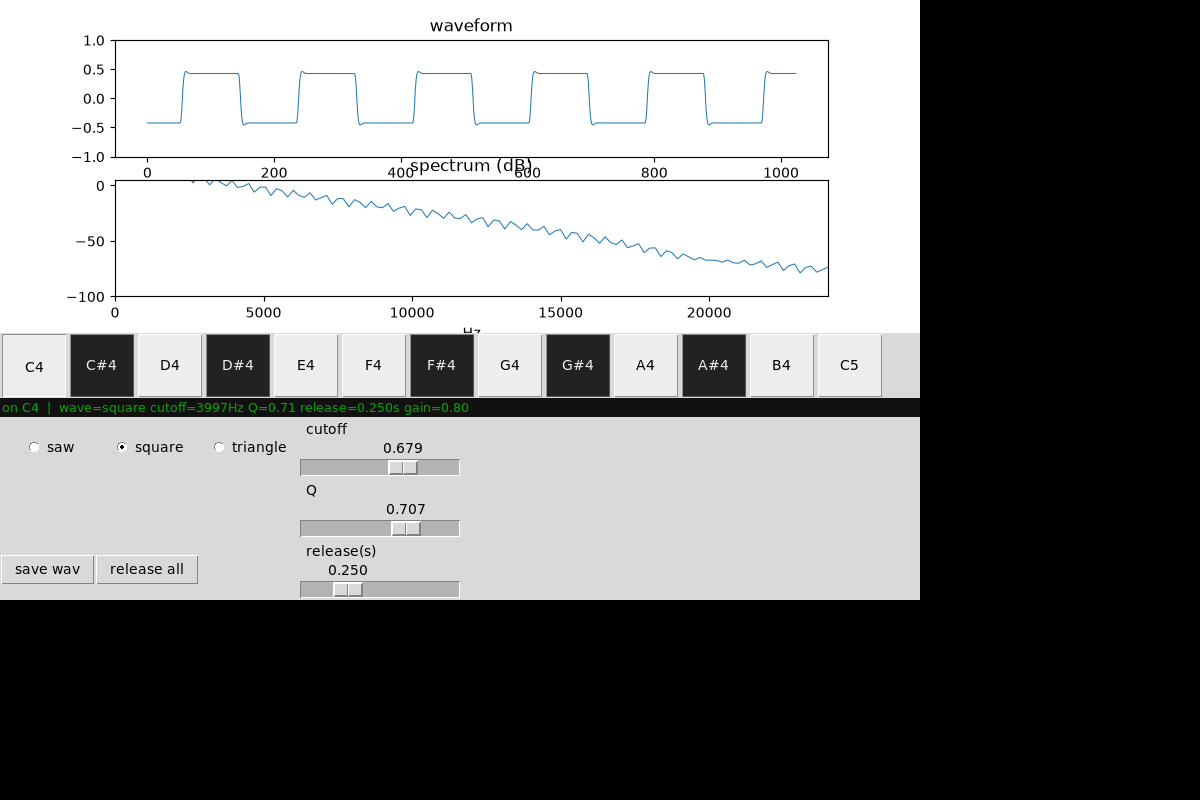 waveform
1.0
0.5
0.0
−0.5
−1.0
0 200 400 600 800 1000
spectrum (dB)
0
−50
−100
0 5000 10000 15000 20000
Hz
C4 C#4 D4 D#4 E4 F4 F#4 G4 G#4 A4 A#4 B4 C5
on C4 | wave=square cutoff=3997Hz Q=0.71 release=0.250s gain=0.80
saw square triangle
cutoff
0.679
Q
0.707
release(s)
0.250
save wav release all